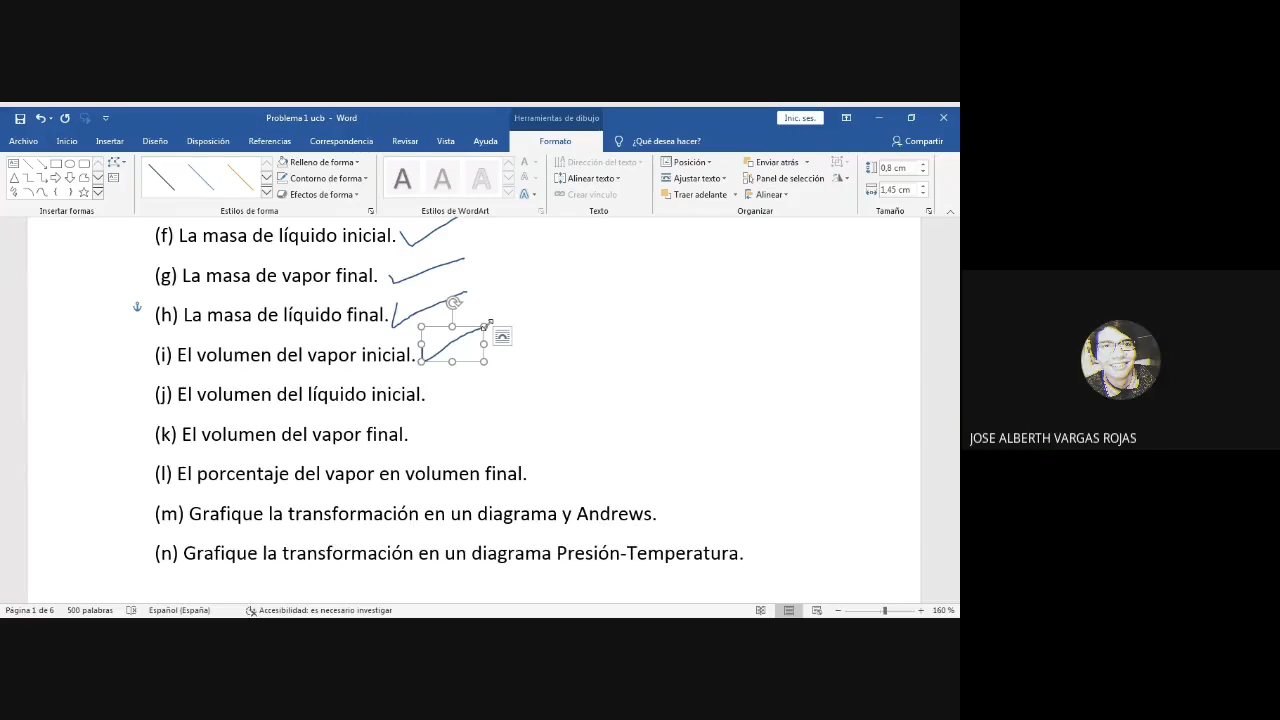 Problema 1 ucb - Word
Herramientas de dibujo
Inic. ses.
Archivo Inicio Insertar Diseño Disposición Referencias Correspondencia Revisar Vista Ayuda Formato ¿Qué desea hacer? Compartir
Relleno de forma
Contorno de forma
Efectos de forma
A A A
Dirección del texto
Alinear texto
Crear vínculo
Posición
Ajustar texto
Traer adelante
Enviar atrás
Panel de selección
Alinear
0,8 cm
1,45 cm
Insertar formas Estilos de forma Estilos de WordArt Texto Organizar Tamaño
(f) La masa de líquido inicial.
(g) La masa de vapor final.
(h) La masa de líquido final.
(i) El volumen del vapor inicial.
(j) El volumen del líquido inicial.
(k) El volumen del vapor final.
(l) El porcentaje del vapor en volumen final.
(m) Grafique la transformación en un diagrama y Andrews.
(n) Grafique la transformación en un diagrama Presión-Temperatura.
Página 1 de 6 500 palabras Español (España) Accesibilidad: es necesario investigar 160 %
JOSE ALBERTH VARGAS ROJAS